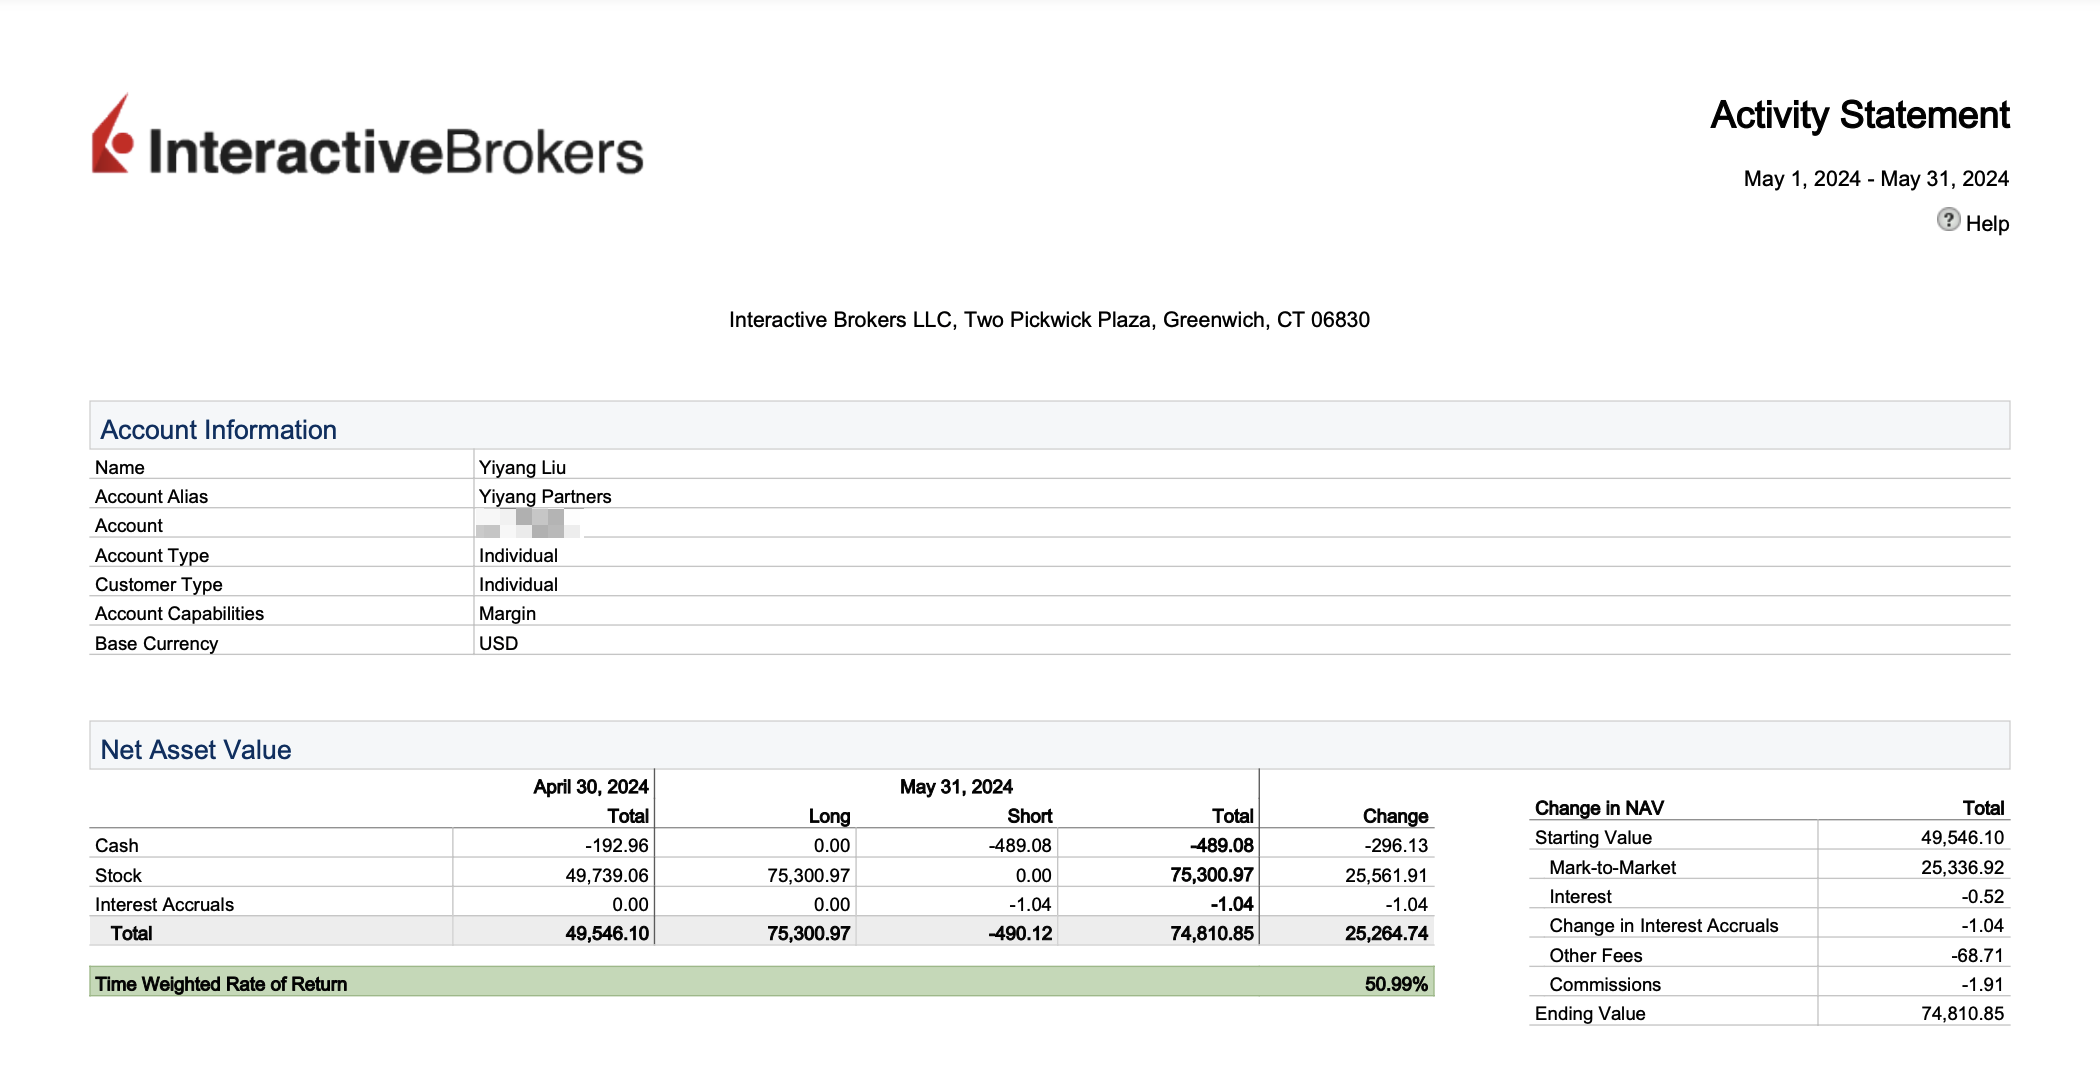 InteractiveBrokers
Activity Statement
May 1, 2024 - May 31, 2024
? Help
Interactive Brokers LLC, Two Pickwick Plaza, Greenwich, CT 06830
Account Information
Name Yiyang Liu
Account Alias Yiyang Partners
Account
Account Type Individual
Customer Type Individual
Account Capabilities Margin
Base Currency USD
Net Asset Value
April 30, 2024 May 31, 2024
Total Long Short Total Change
Cash -192.96 0.00 -489.08 -489.08 -296.13
Stock 49,739.06 75,300.97 0.00 75,300.97 25,561.91
Interest Accruals 0.00 0.00 -1.04 -1.04 -1.04
Total 49,546.10 75,300.97 -490.12 74,810.85 25,264.74
Time Weighted Rate of Return 50.99%
Change in NAV Total
Starting Value 49,546.10
Mark-to-Market 25,336.92
Interest -0.52
Change in Interest Accruals -1.04
Other Fees -68.71
Commissions -1.91
Ending Value 74,810.85